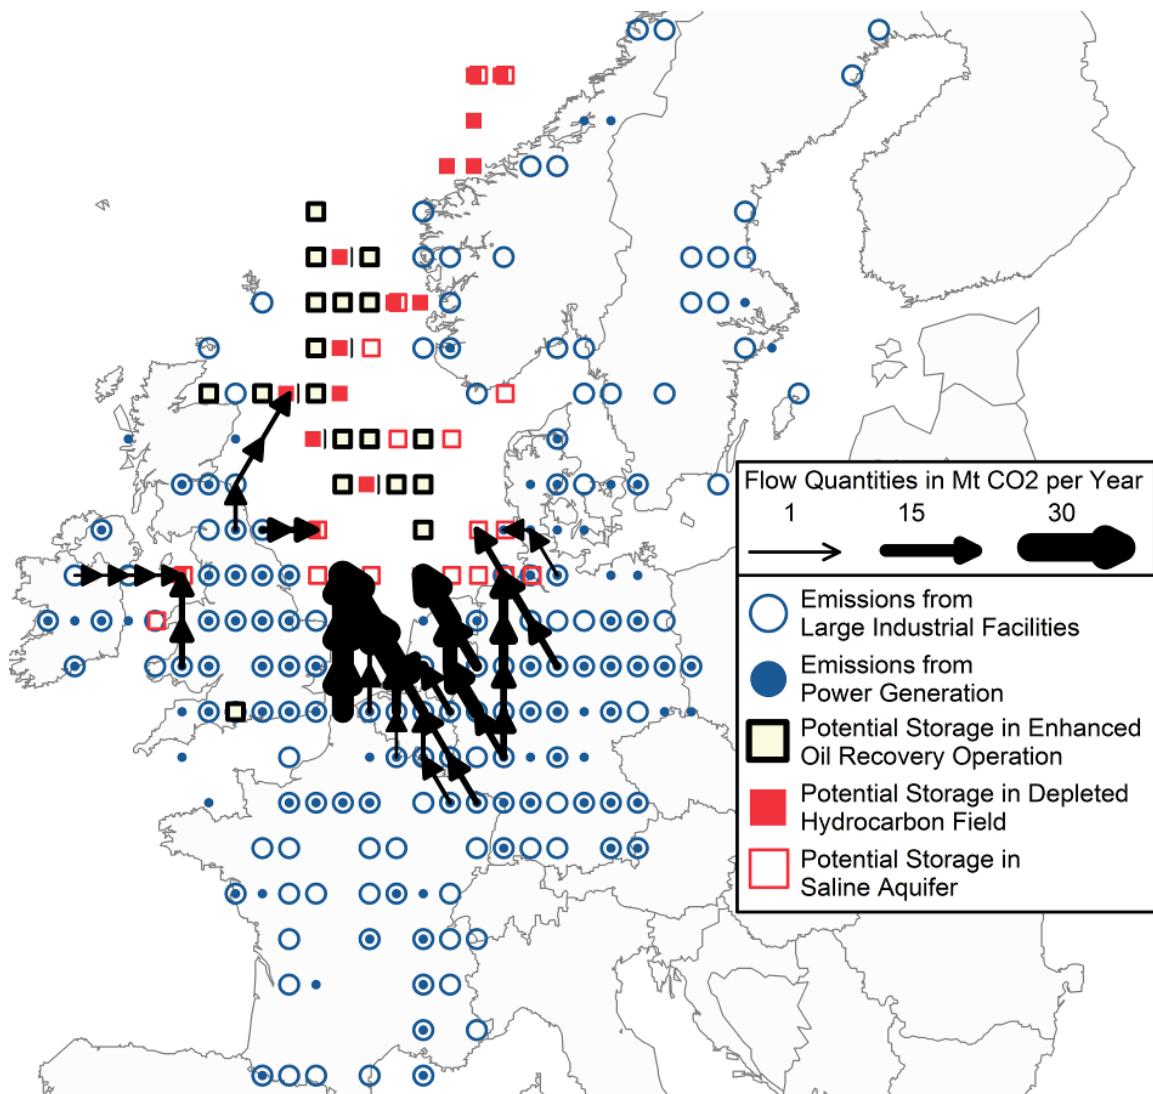 Flow Quantities in Mt CO2 per Year
1 15 30
Emissions from
Large Industrial Facilities
Emissions from
Power Generation
Potential Storage in Enhanced
Oil Recovery Operation
Potential Storage in Depleted
Hydrocarbon Field
Potential Storage in
Saline Aquifer